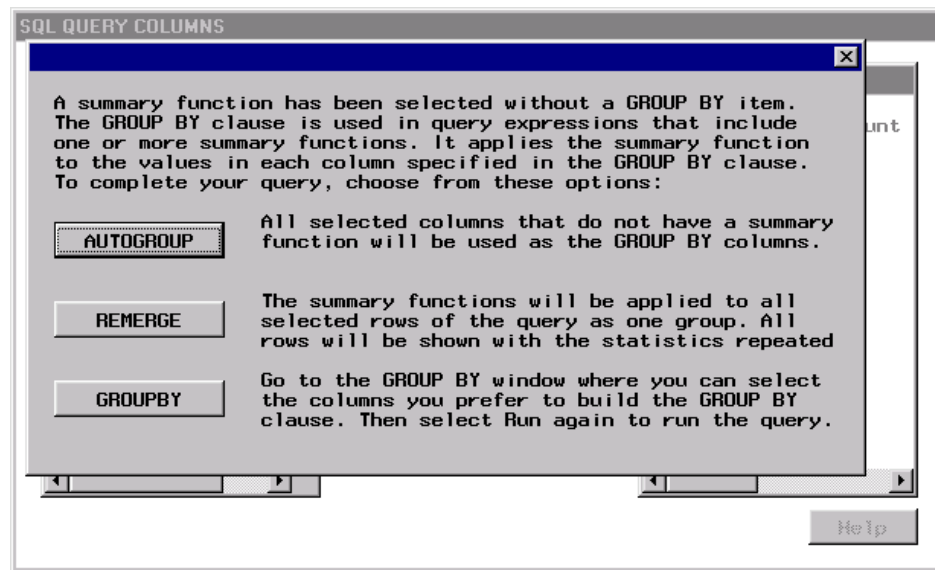 SQL QUERY COLUMNS
A summary function has been selected without a GROUP BY item.
The GROUP BY clause is used in query expressions that include
one or more summary functions. It applies the summary function
to the values in each column specified in the GROUP BY clause.
To complete your query, choose from these options:
unt
AUTOGROUP
All selected columns that do not have a summary
function will be used as the GROUP BY columns.
REMERGE
The summary functions will be applied to all
selected rows of the query as one group. All
rows will be shown with the statistics repeated
GROUPBY
Go to the GROUP BY window where you can select
the columns you prefer to build the GROUP BY
clause. Then select Run again to run the query.
Help